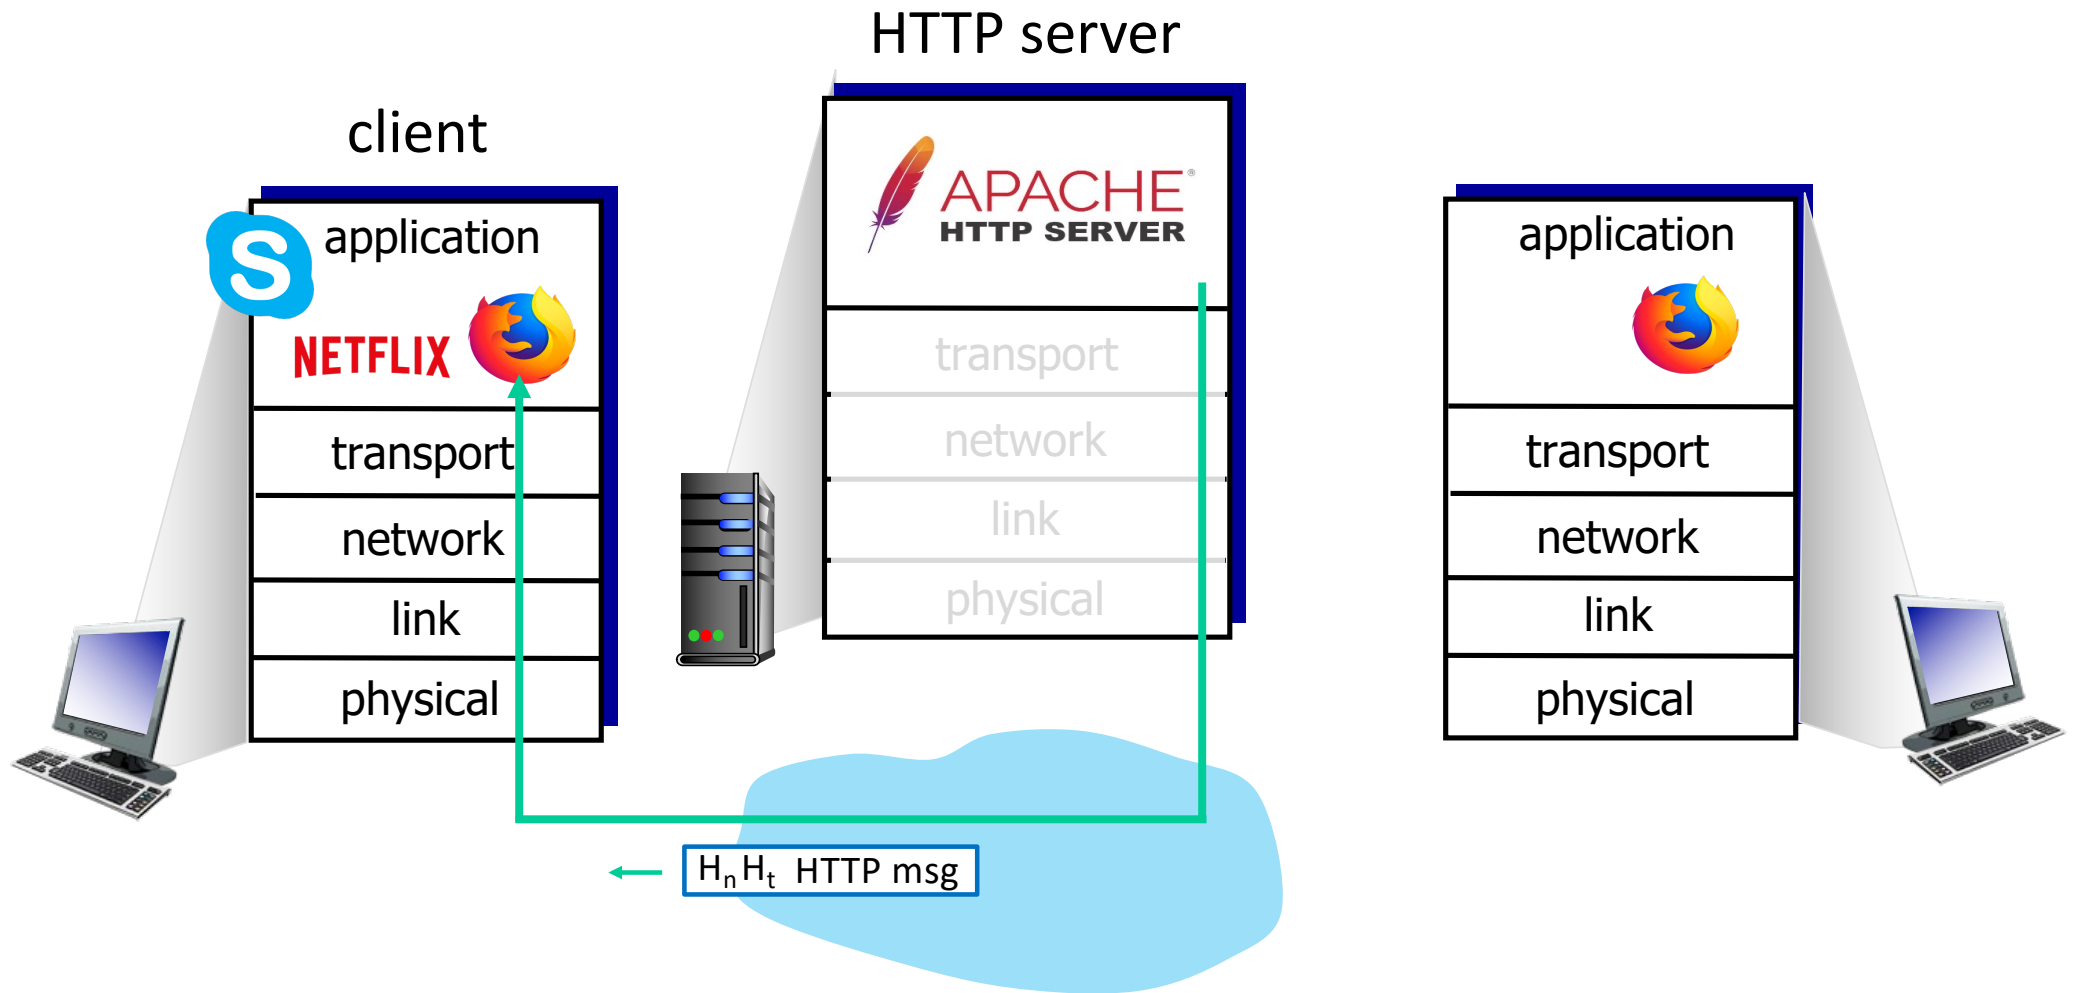 HTTP server
client
APACHE®
HTTP SERVER
S
application
NETFLIX
transport
network
link
physical
transport
network
link
physical
application
transport
network
link
physical
HₙHₜ HTTP msg